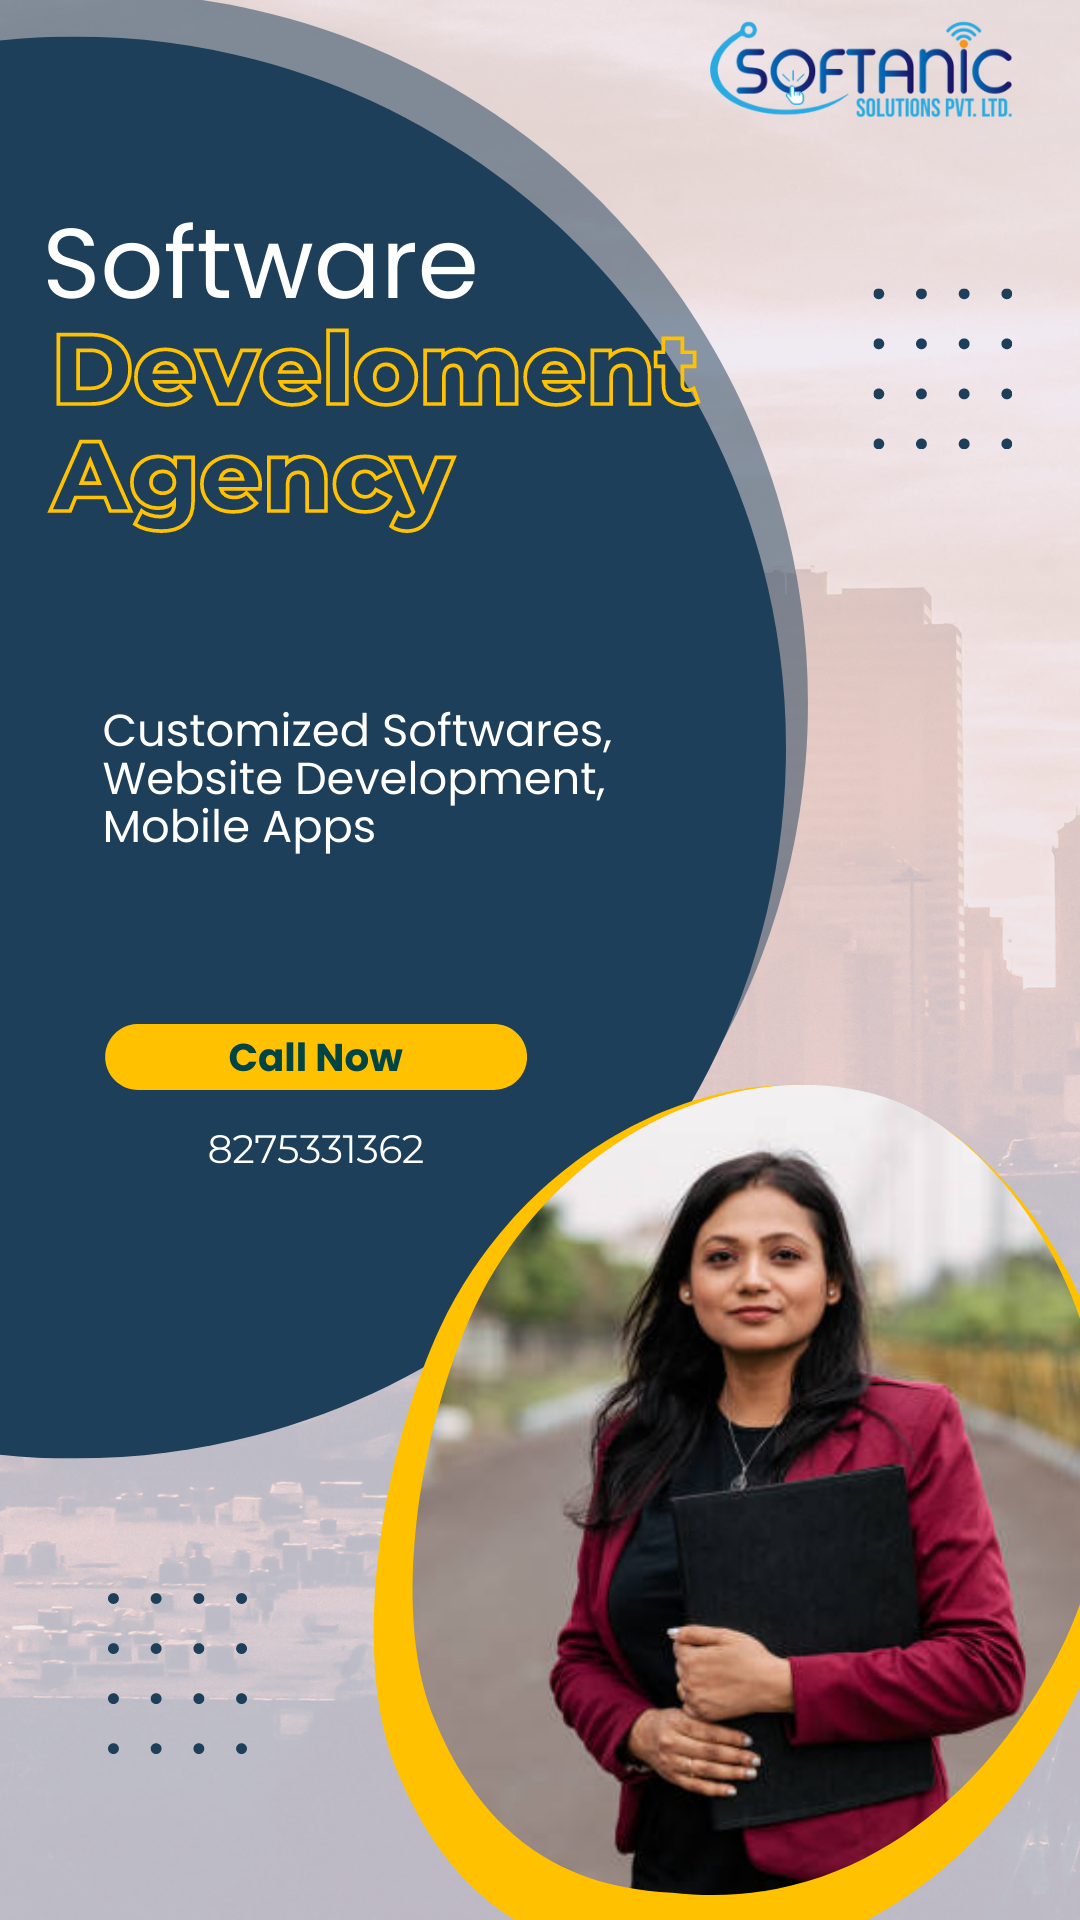 SOFTANIC
SOLUTIONS PVT. LTD.
Software
Develoment
Agency
Customized Softwares,
Website Development,
Mobile Apps
Call Now
8275331362